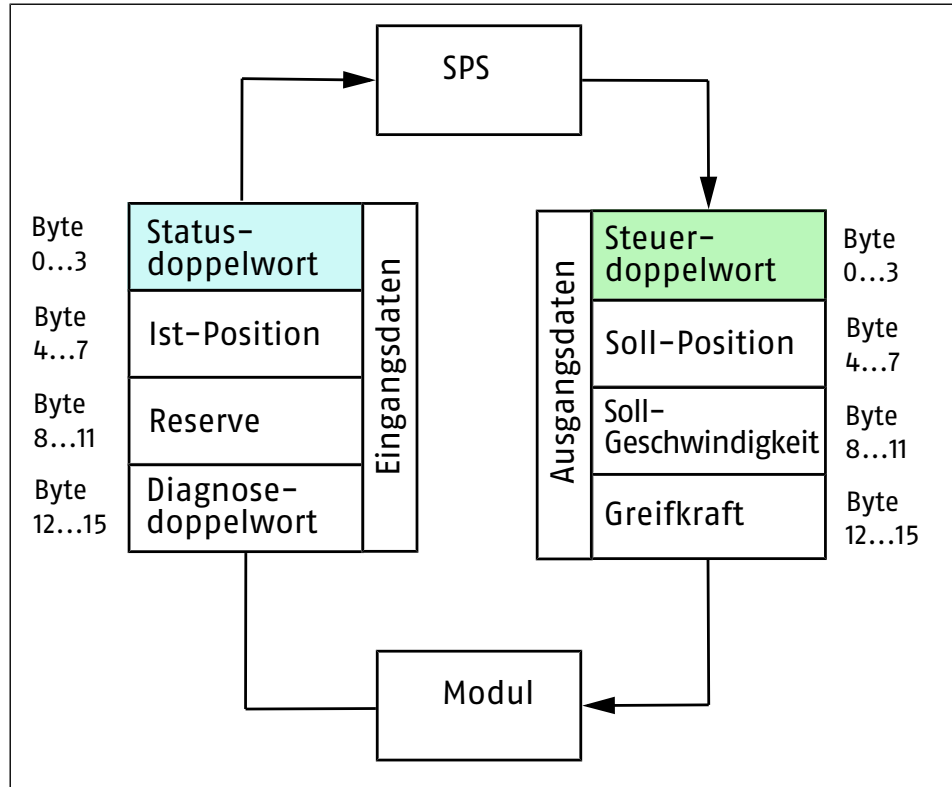 SPS
Byte
0...3
Status-
doppelwort
Byte
4...7
Ist-Position
Byte
8...11
Reserve
Byte
12...15
Diagnose-
doppelwort
Eingangsdaten
Ausgangsdaten
Steuer-
doppelwort
Byte
0...3
Soll-Position
Byte
4...7
Soll-
Geschwindigkeit
Byte
8...11
Greifkraft
Byte
12...15
Modul